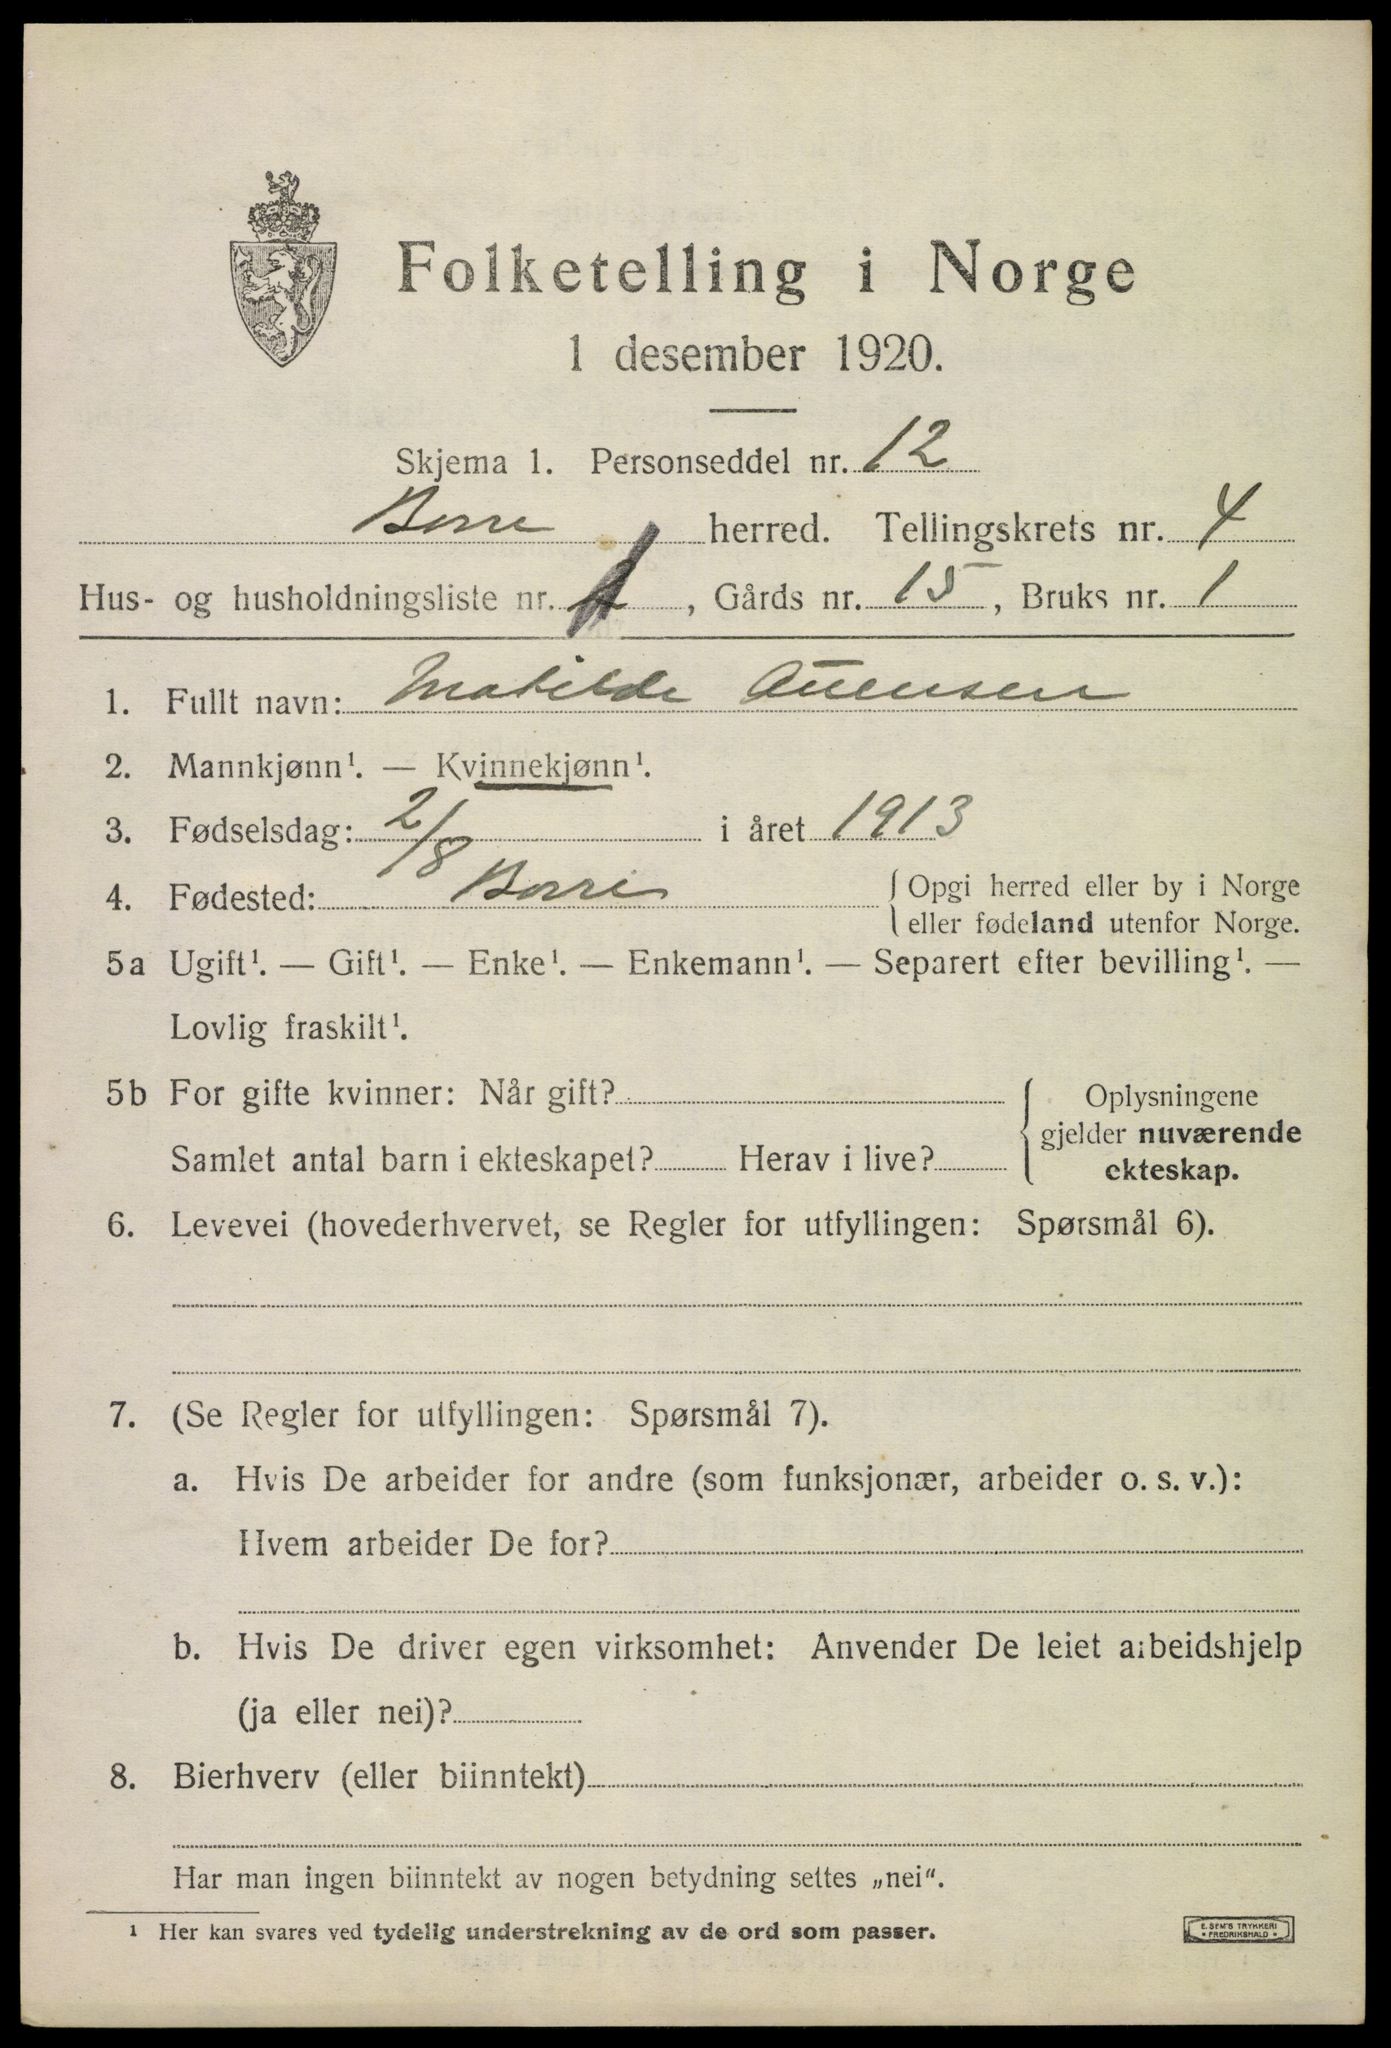 Folketelling i Norge
1 desember 1920.
Skjema 1. Personseddel nr. 12
Borre herred. Tellingskrets nr. 4
Hus- og husholdningsliste nr. 1, Gårds nr. 15, Bruks nr. 1
1. Fullt navn: Matilde
2. Mannkjønn¹. — Kvinnekjønn¹.
3. Fødselsdag: 2/8 i året 1913
4. Fødested: Borre { Opgi herred eller by i Norge
eller fødeland utenfor Norge.
5a Ugift¹. — Gift¹. — Enke¹. — Enkemann¹. — Separert efter bevilling¹. —
Lovlig fraskilt¹.
5b For gifte kvinner: Når gift?
Samlet antal barn i ekteskapet? Herav i live?
{ Oplysningene
gjelder nuværende
ekteskap.
6. Levevei (hovederhvervet, se Regler for utfyllingen: Spørsmål 6).
7. (Se Regler for utfyllingen: Spørsmål 7).
a. Hvis De arbeider for andre (som funksjonær, arbeider o. s. v.):
Hvem arbeider De for?
b. Hvis De driver egen virksomhet: Anvender De leiet arbeidshjelp
(ja eller nei)?
8. Bierhverv (eller biinntekt)
Har man ingen biinntekt av nogen betydning settes „nei“.
¹ Her kan svares ved tydelig understrekning av de ord som passer.
E. SEM'S TRYKKERI
• FREDRIKSHALD •